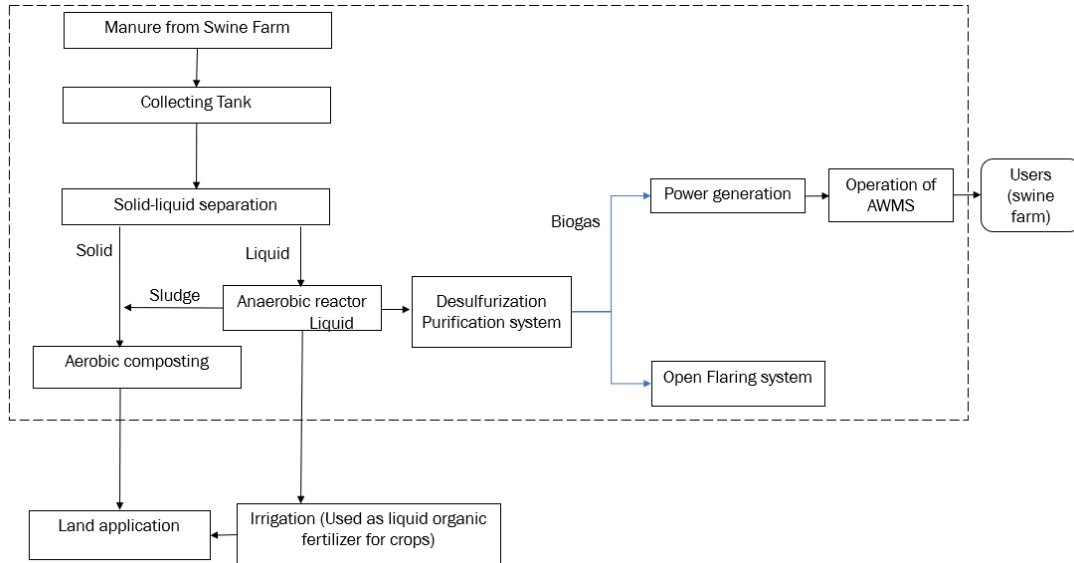 Manure from Swine Farm
Collecting Tank
Solid-liquid separation
Solid
Liquid
Sludge
Anaerobic reactor
Liquid
Aerobic composting
Desulfurization
Purification system
Biogas
Power generation
Operation of
AWMS
Users
(swine
farm)
Open Flaring system
Land application
Irrigation (Used as liquid organic
fertilizer for crops)